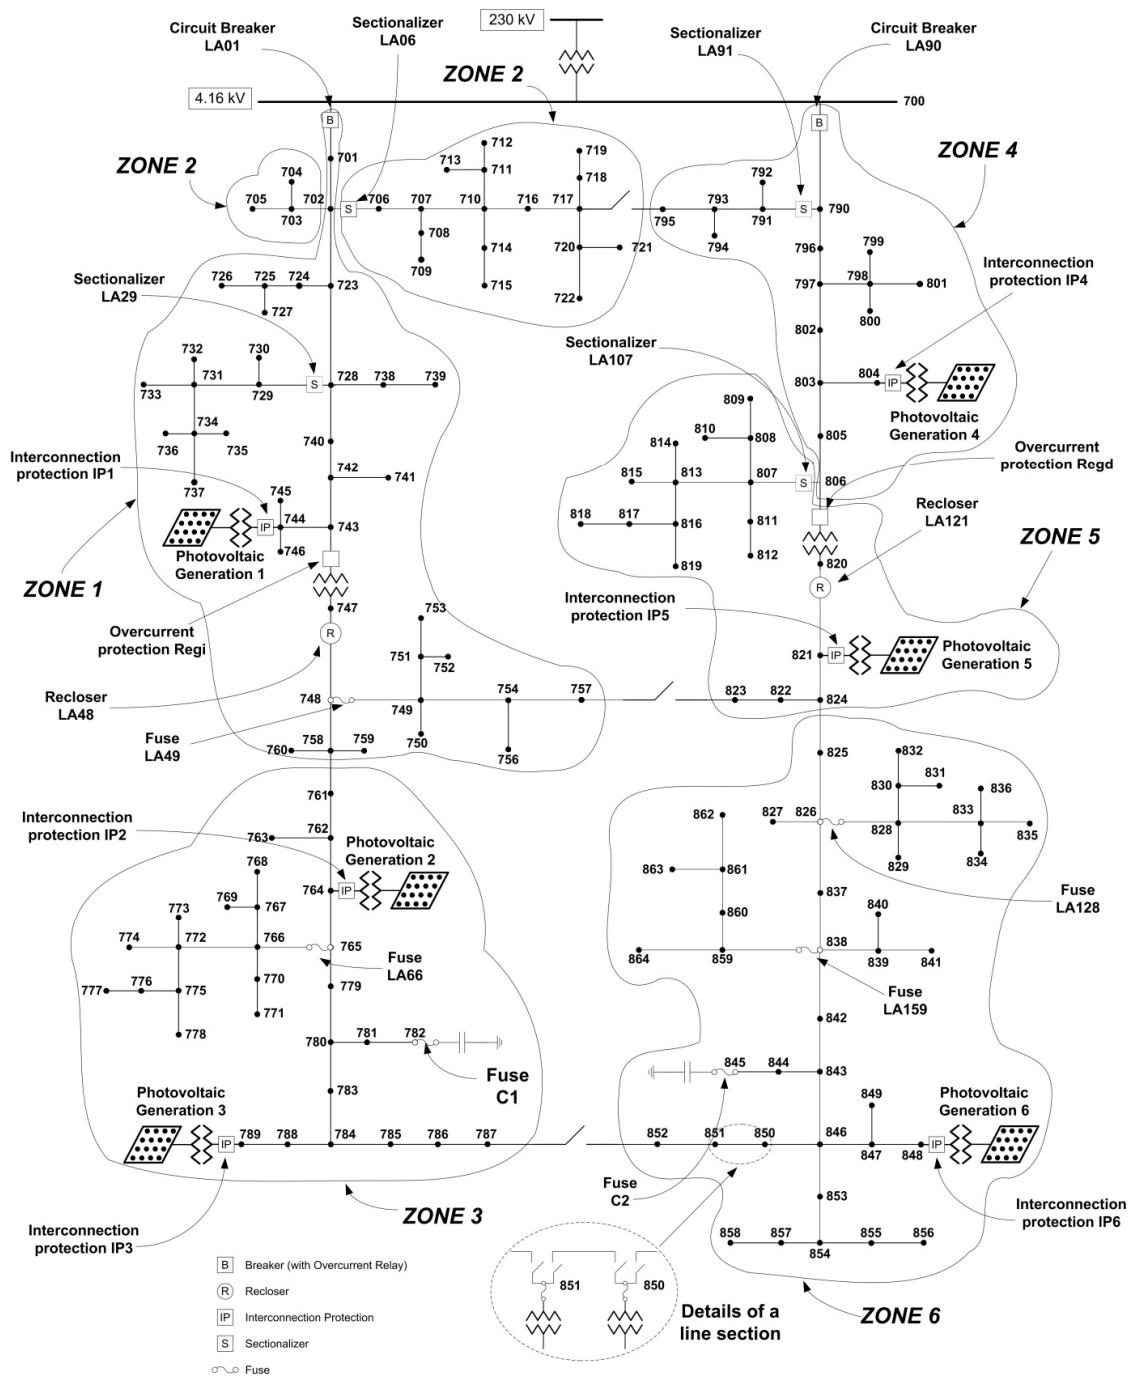 230 kV
Circuit Breaker
LA01
Sectionalizer
LA06
Sectionalizer
LA91
Circuit Breaker
LA90
ZONE 2
4.16 kV
700
B
B
ZONE 2
ZONE 4
701
704
705
702
703
S
706
707
708
709
712
713
711
710
716
714
715
719
718
717
720
721
722
795
793
794
792
791
S
790
796
799
797
798
801
800
802
Interconnection
protection IP4
Sectionalizer
LA29
726
725
724
723
727
Sectionalizer
LA107
732
730
731
733
729
S
728
738
739
803
804
IP
Photovoltaic
Generation 4
809
810
808
805
734
736
735
740
814
Interconnection
protection IP1
742
741
737
745
815
813
807
S
806
Overcurrent
protection Regd
Recloser
LA121
744
IP
743
746
Photovoltaic
Generation 1
818
817
816
811
812
819
820
R
ZONE 5
ZONE 1
747
753
Interconnection
protection IP5
Overcurrent
protection Regi
R
751
752
821
IP
Photovoltaic
Generation 5
Recloser
LA48
748
749
754
757
823
822
824
Fuse
LA49
750
756
760
758
759
825
832
831
830
836
761
Interconnection
protection IP2
762
763
862
827
826
828
833
835
829
834
Photovoltaic
Generation 2
768
764
IP
863
861
837
Fuse
LA128
773
769
767
860
840
774
772
766
765
864
859
838
839
841
Fuse
LA66
777
776
775
770
771
778
779
Fuse
LA159
842
780
781
782
Fuse
C1
845
844
843
783
849
Photovoltaic
Generation 3
Photovoltaic
Generation 6
IP
789
788
784
785
786
787
852
851
850
846
847
848
IP
Fuse
C2
853
ZONE 3
Interconnection
protection IP3
Interconnection
protection IP6
858
857
854
855
856
B Breaker (with Overcurrent Relay)
R Recloser
IP Interconnection Protection
S Sectionalizer
Fuse
851
850
Details of a
line section
ZONE 6